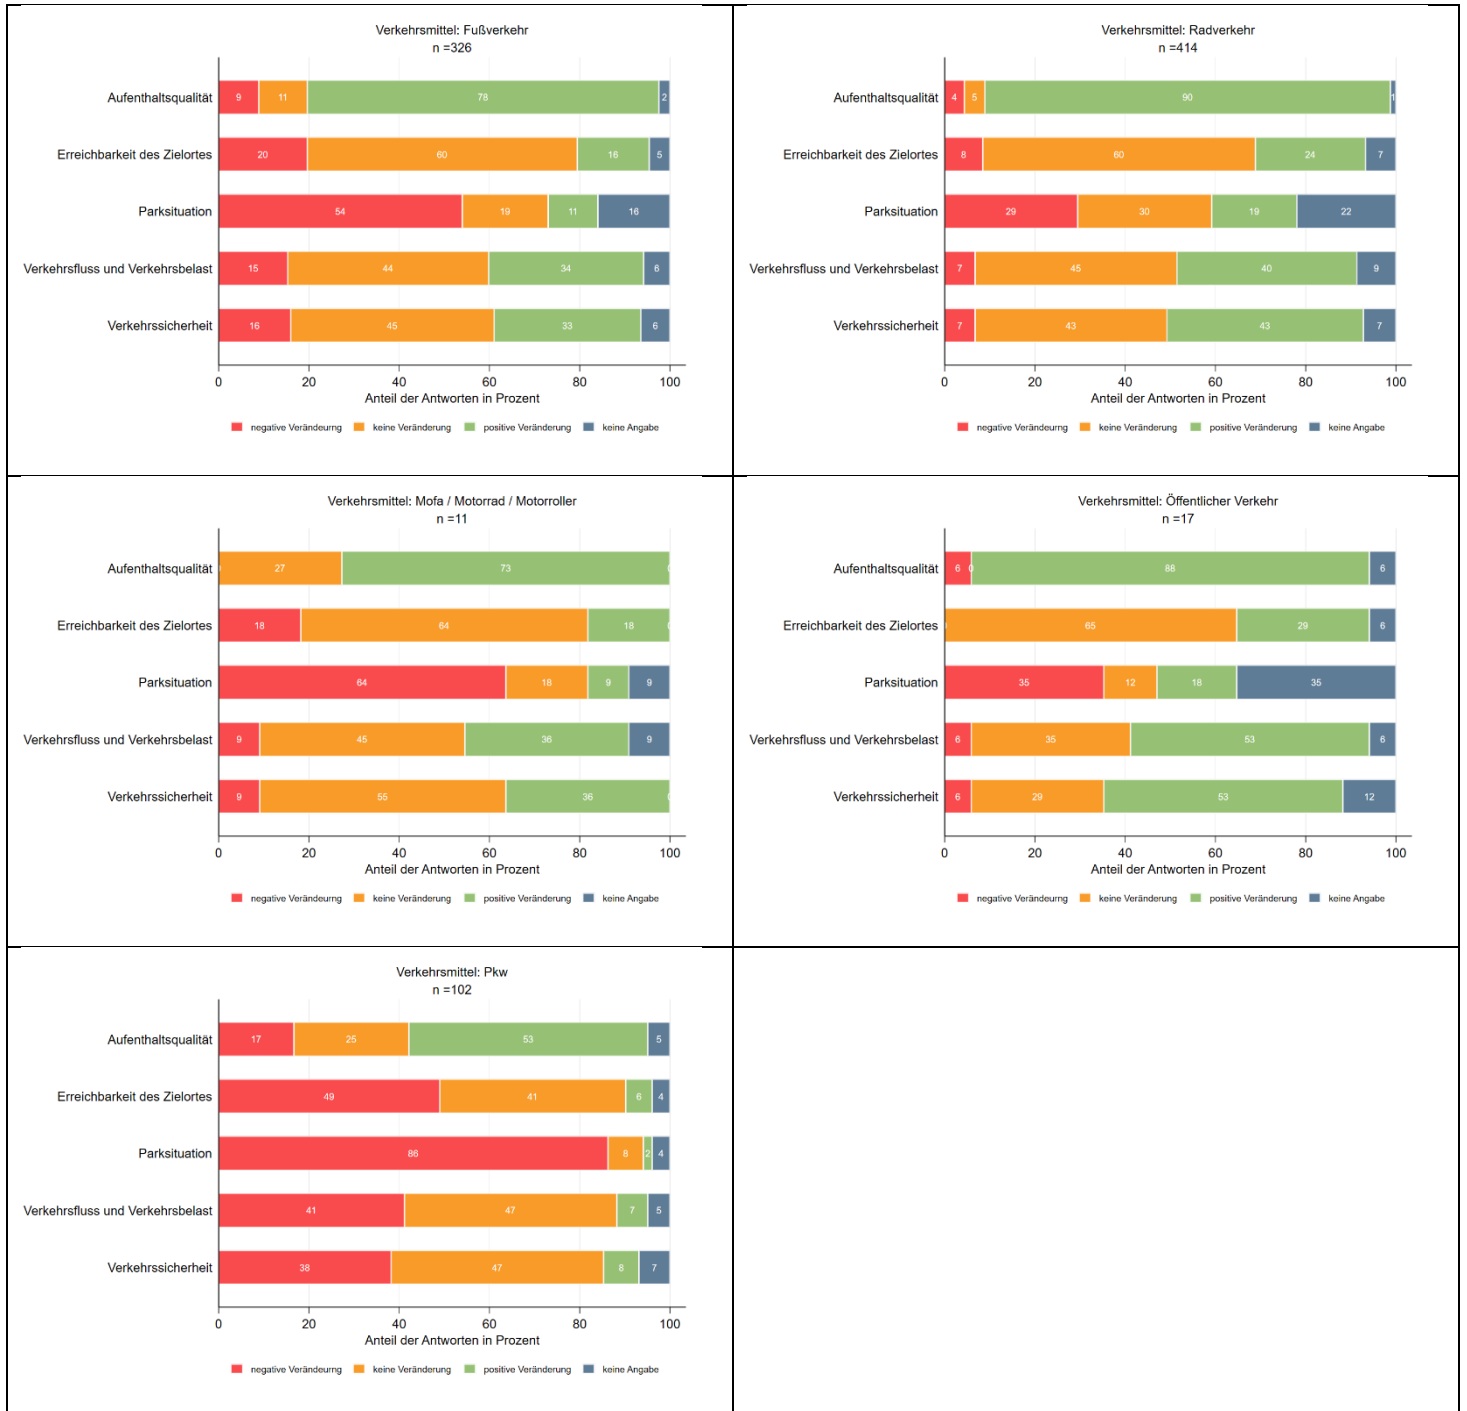 Verkehrsmittel: Fußverkehr
n =326
Aufenthaltsqualität 9 11 78 2
Erreichbarkeit des Zielortes 20 60 16 5
Parksituation 54 19 11 16
Verkehrsfluss und Verkehrsbelast 15 44 34 6
Verkehrssicherheit 16 45 33 6
0 20 40 60 80 100
Anteil der Antworten in Prozent
negative Verändeurng keine Veränderung positive Veränderung keine Angabe
Verkehrsmittel: Radverkehr
n =414
Aufenthaltsqualität 4 5 90 1
Erreichbarkeit des Zielortes 8 60 24 7
Parksituation 29 30 19 22
Verkehrsfluss und Verkehrsbelast 7 45 40 9
Verkehrssicherheit 7 43 43 7
0 20 40 60 80 100
Anteil der Antworten in Prozent
negative Verändeurng keine Veränderung positive Veränderung keine Angabe
Verkehrsmittel: Mofa / Motorrad / Motorroller
n =11
Aufenthaltsqualität 27 73
Erreichbarkeit des Zielortes 18 64 18
Parksituation 64 18 9 9
Verkehrsfluss und Verkehrsbelast 9 45 36 9
Verkehrssicherheit 9 55 36
0 20 40 60 80 100
Anteil der Antworten in Prozent
negative Verändeurng keine Veränderung positive Veränderung keine Angabe
Verkehrsmittel: Öffentlicher Verkehr
n =17
Aufenthaltsqualität 6 0 88 6
Erreichbarkeit des Zielortes 65 29 6
Parksituation 35 12 18 35
Verkehrsfluss und Verkehrsbelast 6 35 53 6
Verkehrssicherheit 6 29 53 12
0 20 40 60 80 100
Anteil der Antworten in Prozent
negative Verändeurng keine Veränderung positive Veränderung keine Angabe
Verkehrsmittel: Pkw
n =102
Aufenthaltsqualität 17 25 53 5
Erreichbarkeit des Zielortes 49 41 6 4
Parksituation 86 8 2 4
Verkehrsfluss und Verkehrsbelast 41 47 7 5
Verkehrssicherheit 38 47 8 7
0 20 40 60 80 100
Anteil der Antworten in Prozent
negative Verändeurng keine Veränderung positive Veränderung keine Angabe